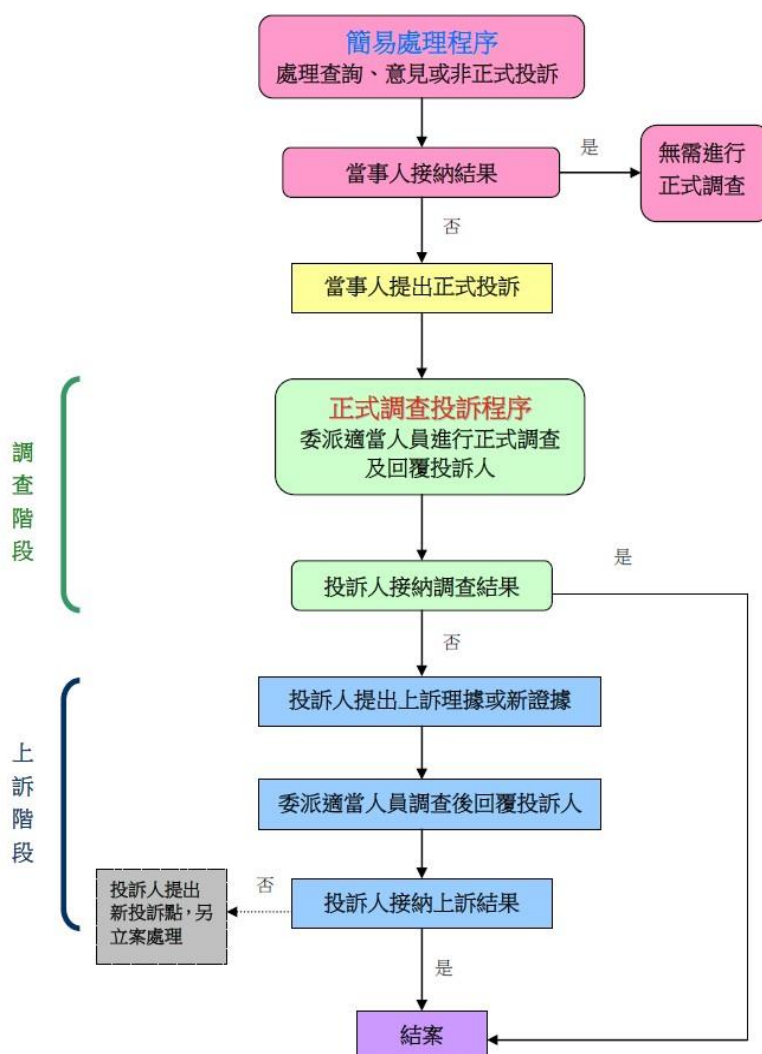 簡易處理程序
處理查詢、意見或非正式投訴
是
當事人接納結果
無需進行
正式調查
否
當事人提出正式投訴
調查階段
正式調查投訴程序
委派適當人員進行正式調查
及回覆投訴人
是
投訴人接納調查結果
否
上訴階段
投訴人提出上訴理據或新證據
委派適當人員調查後回覆投訴人
投訴人接納上訴結果
否
投訴人提出
新投訴點，另
立案處理
是
結案